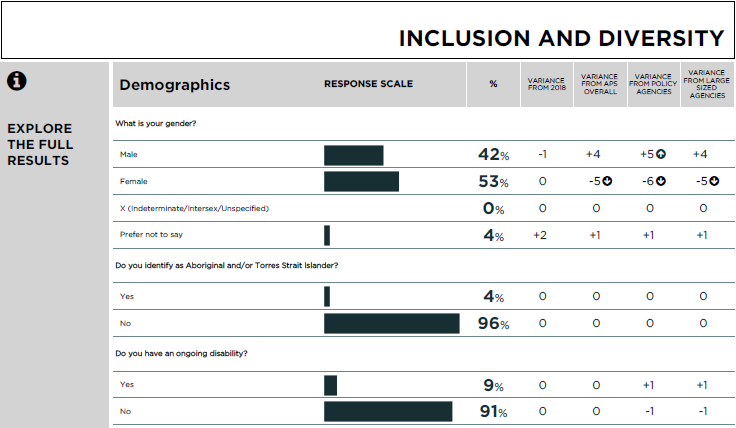 INCLUSION AND DIVERSITY
EXPLORE
THE FULL
RESULTS
Demographics RESPONSE SCALE % VARIANCE FROM 2018 VARIANCE FROM APS OVERALL VARIANCE FROM POLICY AGENCIES VARIANCE FROM LARGE SIZED AGENCIES
What is your gender?
Male 42% -1 +4 +5 +4
Female 53% 0 -5 -6 -5
X (Indeterminate/Intersex/Unspecified) 0% 0 0 0 0
Prefer not to say 4% +2 +1 +1 +1
Do you identify as Aboriginal and/or Torres Strait Islander?
Yes 4% 0 0 0 0
No 96% 0 0 0 0
Do you have an ongoing disability?
Yes 9% 0 0 +1 +1
No 91% 0 0 -1 -1